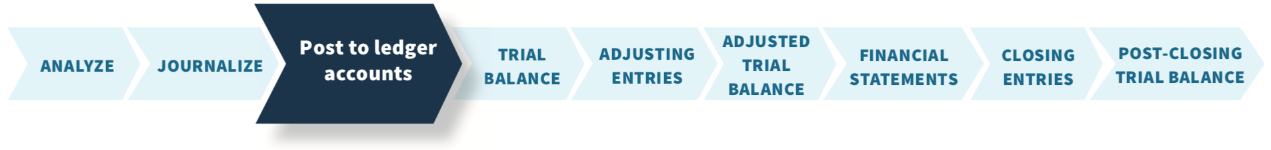 ANALYZE
JOURNALIZE
Post to ledger
accounts
TRIAL
BALANCE
ADJUSTING
ENTRIES
ADJUSTED
TRIAL
BALANCE
FINANCIAL
STATEMENTS
CLOSING
ENTRIES
POST-CLOSING
TRIAL BALANCE